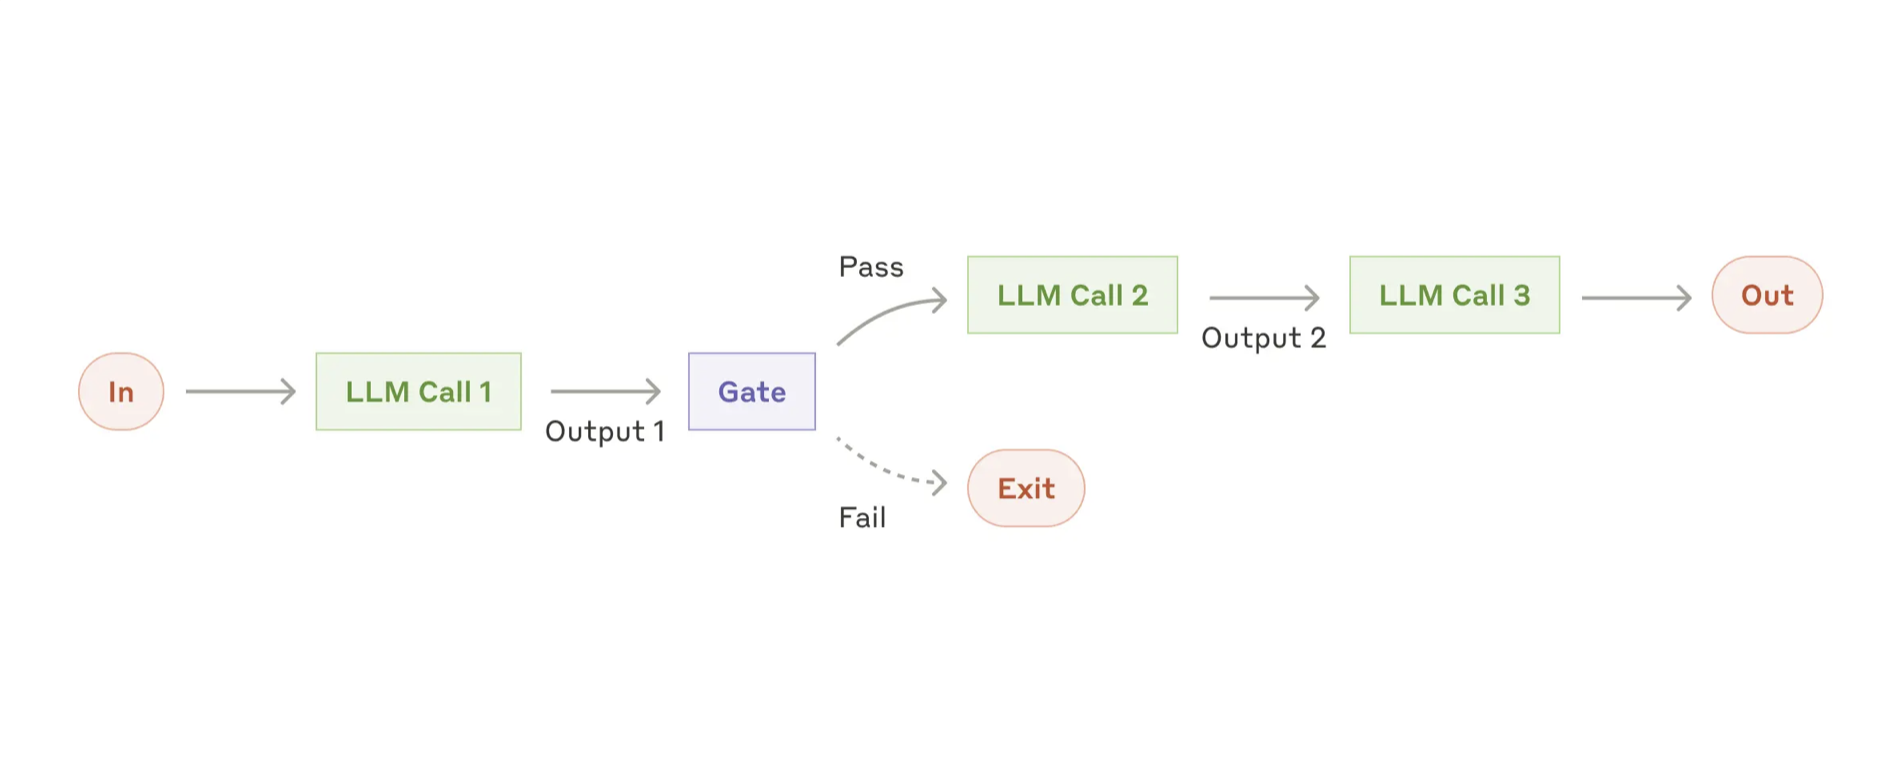 In
LLM Call 1
Output 1
Gate
Pass
LLM Call 2
Output 2
LLM Call 3
Out
Fail
Exit